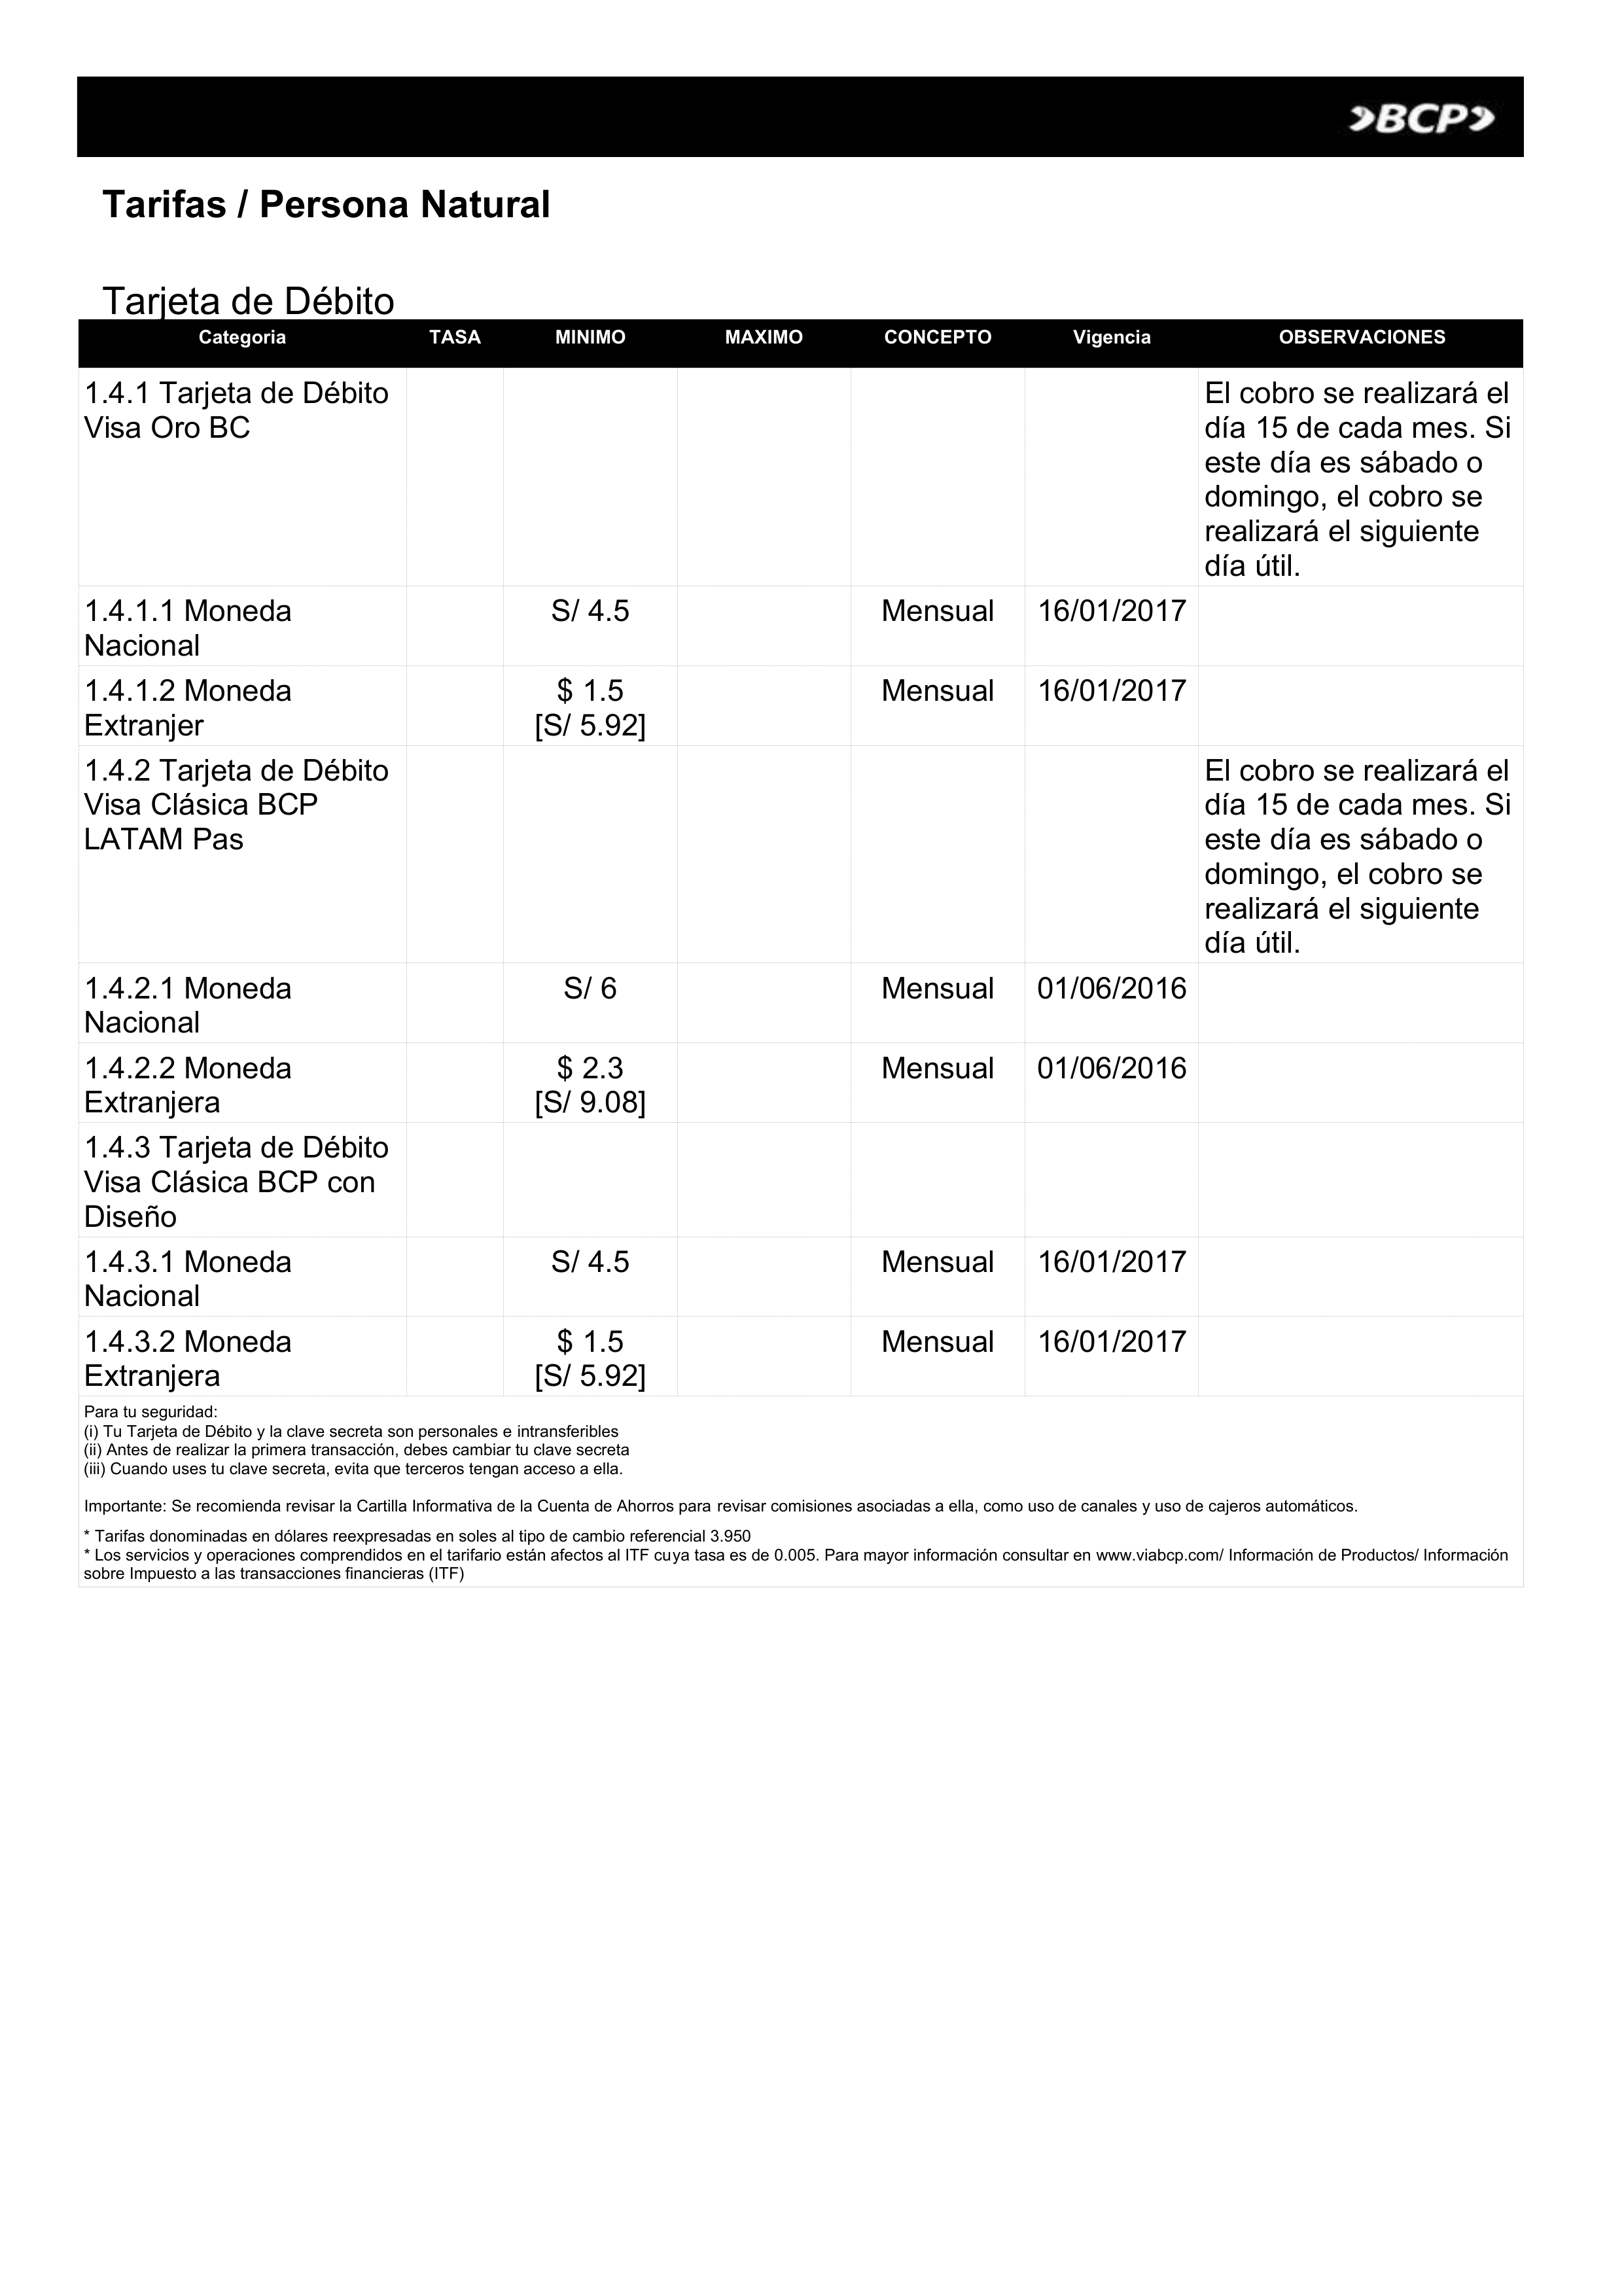 BCP
Tarifas / Persona Natural
Tarjeta de Débito
Categoria TASA MINIMO MAXIMO CONCEPTO Vigencia OBSERVACIONES
1.4.1 Tarjeta de Débito
Visa Oro BC
El cobro se realizará el
día 15 de cada mes. Si
este día es sábado o
domingo, el cobro se
realizará el siguiente
día útil.
1.4.1.1 Moneda
Nacional
S/ 4.5
Mensual
16/01/2017
1.4.1.2 Moneda
Extranjer
$ 1.5
[S/ 5.92]
Mensual
16/01/2017
1.4.2 Tarjeta de Débito
Visa Clásica BCP
LATAM Pas
El cobro se realizará el
día 15 de cada mes. Si
este día es sábado o
domingo, el cobro se
realizará el siguiente
día útil.
1.4.2.1 Moneda
Nacional
S/ 6
Mensual
01/06/2016
1.4.2.2 Moneda
Extranjera
$ 2.3
[S/ 9.08]
Mensual
01/06/2016
1.4.3 Tarjeta de Débito
Visa Clásica BCP con
Diseño
1.4.3.1 Moneda
Nacional
S/ 4.5
Mensual
16/01/2017
1.4.3.2 Moneda
Extranjera
$ 1.5
[S/ 5.92]
Mensual
16/01/2017
Para tu seguridad:
(i) Tu Tarjeta de Débito y la clave secreta son personales e intransferibles
(ii) Antes de realizar la primera transacción, debes cambiar tu clave secreta
(iii) Cuando uses tu clave secreta, evita que terceros tengan acceso a ella.
Importante: Se recomienda revisar la Cartilla Informativa de la Cuenta de Ahorros para revisar comisiones asociadas a ella, como uso de canales y uso de cajeros automáticos.
* Tarifas donominadas en dólares reexpresadas en soles al tipo de cambio referencial 3.950
* Los servicios y operaciones comprendidos en el tarifario están afectos al ITF cuya tasa es de 0.005. Para mayor información consultar en www.viabcp.com/ Información de Productos/ Información
sobre Impuesto a las transacciones financieras (ITF)